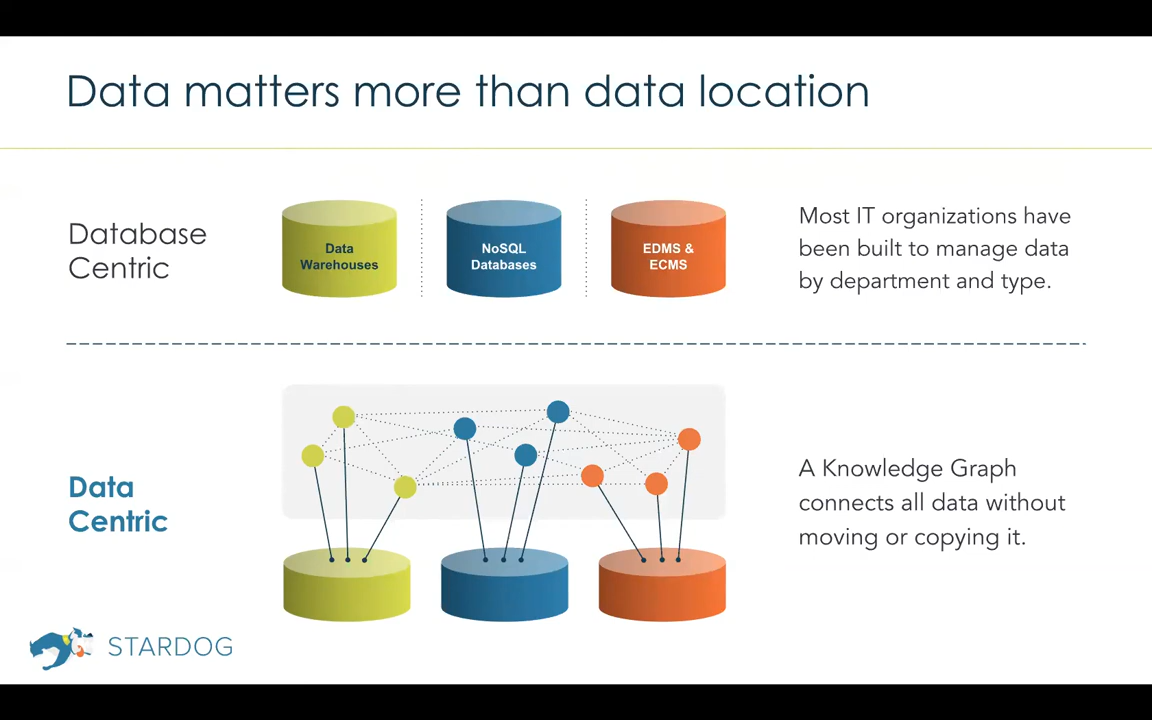 Data matters more than data location
Database
Centric
Data
Warehouses
NoSQL
Databases
EDMS &
ECMS
Most IT organizations have
been built to manage data
by department and type.
Data
Centric
A Knowledge Graph
connects all data without
moving or copying it.
STARDOG